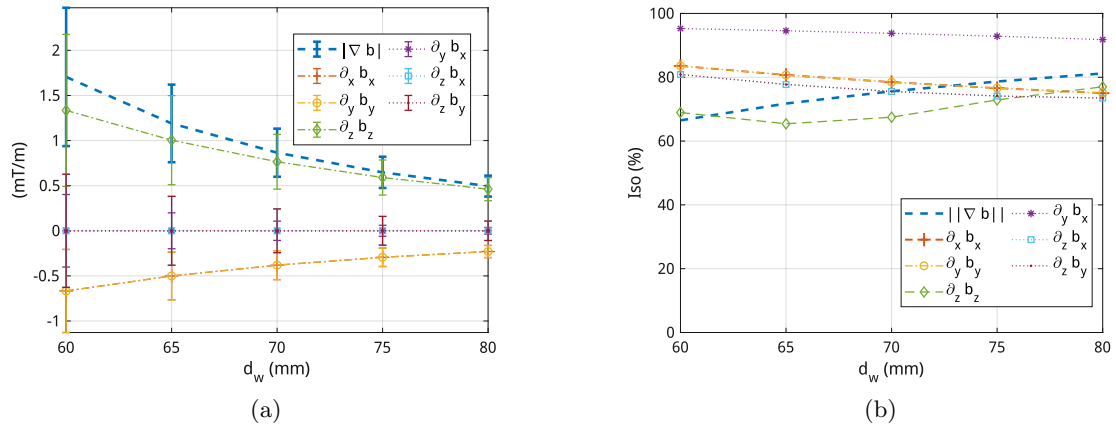 2
1.5
1
0.5
0
-0.5
-1
(mT/m)
60
65
70
75
80
d_w (mm)
|∇ b|
∂_x b_x
∂_y b_y
∂_z b_z
∂_y b_x
∂_z b_x
∂_z b_y
(a)
100
80
60
40
20
0
Iso (%)
60
65
70
75
80
d_w (mm)
||∇ b||
∂_x b_x
∂_y b_y
∂_z b_z
∂_y b_x
∂_z b_x
∂_z b_y
(b)